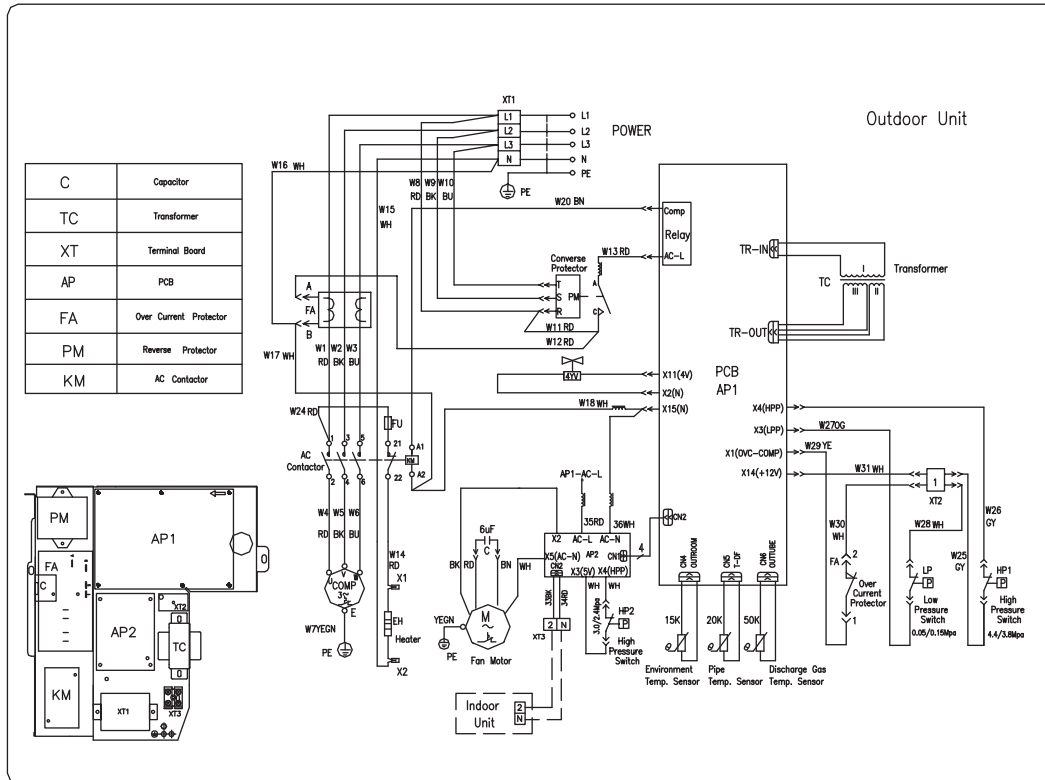 Outdoor Unit
C Capacitor
TC Transformer
XT Terminal Board
AP PCB
FA Over Current Protector
PM Reverse Protector
KM AC Contactor
XT1
L1 L1
L2 L2
L3 L3
N N
PE
POWER
PE
W16 WH
W8 W9 W10
RD BK BU
W15
WH
W20 BN
Comp
Relay
AC-L
W13 RD
Converse
Protector
T
S PM
R
A
C
W11 RD
W12 RD
A
FA
B
W17 WH
W1 W2 W3
RD BK BU
4YV
X11(4V)
X2(N)
X15(N)
W18 WH
PCB
AP1
TR-IN
TR-OUT
TC
I
III II
Transformer
X4(HPP)
X3(LPP)
X1(OVC-COMP)
X14(+12V)
W27OG
W29 YE
W31 WH
1
XT2
W30
WH
W28 WH
W26
GY
W25
GY
FA
2
1
Over
Current
Protector
LP
P
Low
Pressure
Switch
0.05/0.15Mpa
HP1
P
High
Pressure
Switch
4.4/3.8Mpa
W24 RD
FU
1 3 5 21
AC
Contactor
2 4 6 22
A1
KM
A2
W4 W5 W6
RD BK BU
W14
RD
X1
U V W
COMP
3~
E
W7YEGN
PE
EH
Heater
X2
6uF
C
BK RD BN WH
M
~
YEGN
PE
Fan Motor
AP1-AC-L
35RD 36WH
X2 AC-L AC-N
X5(AC-N) AP2 CN1
CN2 X3(5V) X4(HPP)
4
CN2
33BK
34RD
2 N
XT3
WH WH
3.0/2.4Mpa
HP2
P
High
Pressure
Switch
Indoor
Unit
2
N
CN4
OUTROOM
CN5
T-DF
CN6
OUTTUBE
15K 20K 50K
Environment
Temp. Sensor
Pipe
Temp. Sensor
Discharge Gas
Temp. Sensor
PM
AP1
FA
TC
AP2
XT2
TC
KM
XT1
XT3